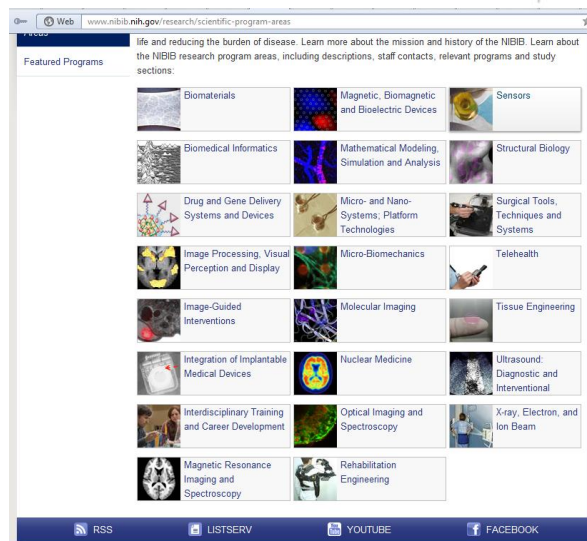 Web www.nibib.nih.gov/research/scientific-program-areas
Areas
Featured Programs
life and reducing the burden of disease. Learn more about the mission and history of the NIBIB. Learn about
the NIBIB research program areas, including descriptions, staff contacts, relevant programs and study
sections:
Biomaterials
Magnetic, Biomagnetic
and Bioelectric Devices
Sensors
Biomedical Informatics
Mathematical Modeling,
Simulation and Analysis
Structural Biology
Drug and Gene Delivery
Systems and Devices
Micro- and Nano-
Systems; Platform
Technologies
Surgical Tools,
Techniques and
Systems
Image Processing, Visual
Perception and Display
Micro-Biomechanics
Telehealth
Image-Guided
Interventions
Molecular Imaging
Tissue Engineering
Integration of Implantable
Medical Devices
Nuclear Medicine
Ultrasound:
Diagnostic and
Interventional
Interdisciplinary Training
and Career Development
Optical Imaging and
Spectroscopy
X-ray, Electron, and
Ion Beam
Magnetic Resonance
Imaging and
Spectroscopy
Rehabilitation
Engineering
RSS
LISTSERV
YOUTUBE
FACEBOOK